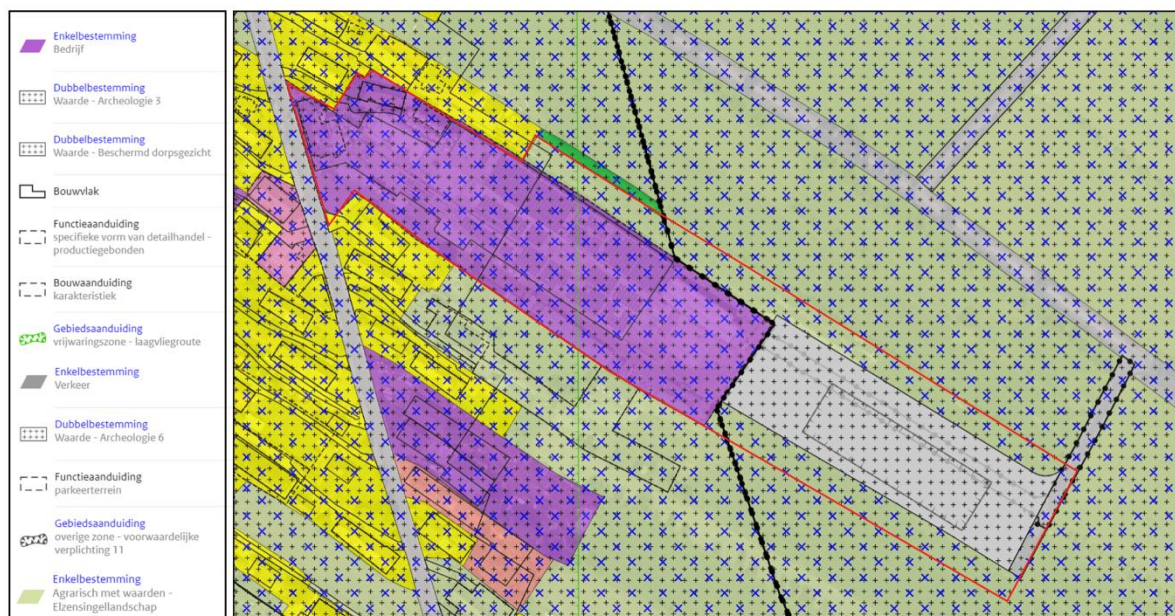 Enkelbestemming
Bedrijf
Dubbelbestemming
Waarde - Archeologie 3
Dubbelbestemming
Waarde - Beschermd dorpsgezicht
Bouwvlak
Functieaanduiding
specifieke vorm van detailhandel -
productiegebonden
Bouwaanduiding
karakteristiek
Gebiedsaanduiding
vrijwaringszone - laagvliegroute
Enkelbestemming
Verkeer
Dubbelbestemming
Waarde - Archeologie 6
Functieaanduiding
parkeerterrein
Gebiedsaanduiding
overige zone - voorwaardelijke
verplichting 11
Enkelbestemming
Agrarisch met waarden -
Elzensingellandschap